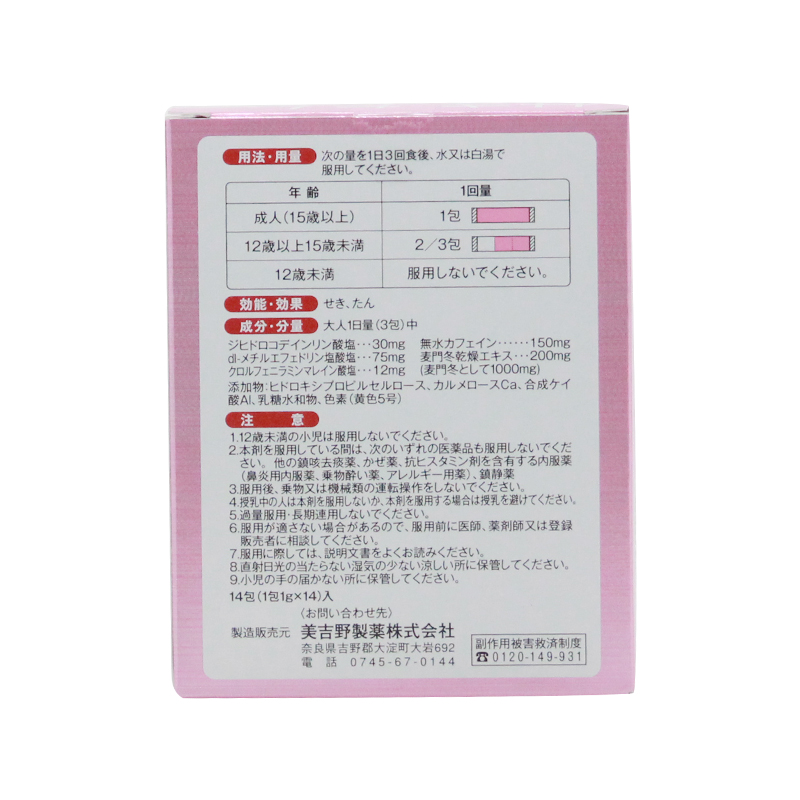 用法・用量 次の量を1日3回食後、水又は白湯で
服用してください。
年齢 1回量
成人(15歳以上) 1包
12歳以上15歳未満 2／3包
12歳未満 服用しないでください。
効能・効果 せき、たん
成分・分量 大人1日量(3包)中
ジヒドロコデインリン酸塩…30mg 無水カフェイン……150mg
dl-メチルエフェドリン塩酸塩…75mg 麦門冬乾燥エキス…200mg
クロルフェニラミンマレイン酸塩…12mg (麦門冬として1000mg)
添加物：ヒドロキシプロピルセルロース、カルメロースCa、合成ケイ
酸Al、乳糖水和物、色素(黄色5号)
注意
1.12歳未満の小児は服用しないでください。
2.本剤を服用している間は、次のいずれの医薬品も服用しないでくだ
さい。他の鎮咳去痰薬、かぜ薬、抗ヒスタミン剤を含有する内服薬
(鼻炎用内服薬、乗物酔い薬、アレルギー用薬)、鎮静薬
3.服用後、乗物又は機械類の運転操作をしないでください。
4.授乳中の人は本剤を服用しないか、本剤を服用する場合は授乳を避けてください。
5.過量服用・長期連用しないでください。
6.服用が適さない場合があるので、服用前に医師、薬剤師又は登録
販売者に相談してください。
7.服用に際しては、説明文書をよくお読みください。
8.直射日光の当たらない湿気の少ない涼しい所に保管してください。
9.小児の手の届かない所に保管してください。
14包(1包1g×14)入
〈お問い合わせ先〉
製造販売元 美吉野製薬株式会社
奈良県吉野郡大淀町大岩692
電話 0745-67-0144
副作用被害救済制度
☎0120-149-931